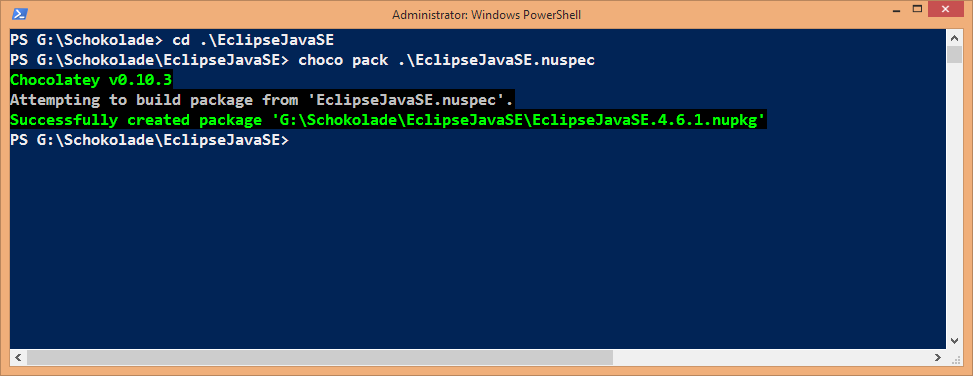 Administrator: Windows PowerShell
PS G:\Schokolade> cd .\EclipseJavaSE
PS G:\Schokolade\EclipseJavaSE> choco pack .\EclipseJavaSE.nuspec
Chocolatey v0.10.3
Attempting to build package from 'EclipseJavaSE.nuspec'.
Successfully created package 'G:\Schokolade\EclipseJavaSE\EclipseJavaSE.4.6.1.nupkg'
PS G:\Schokolade\EclipseJavaSE>